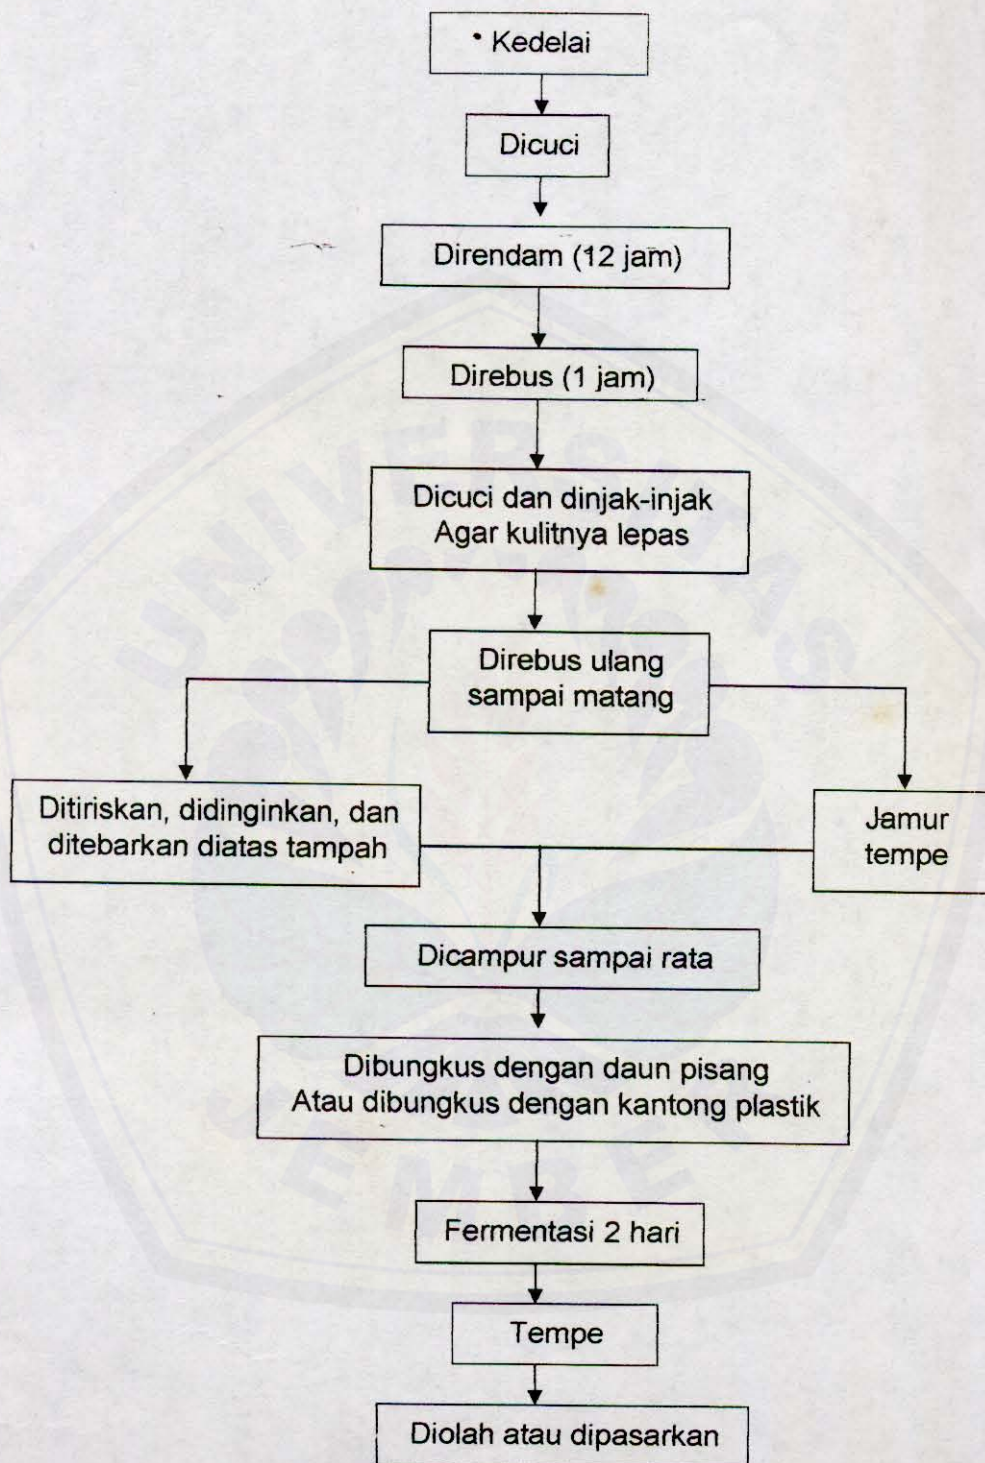 Kedelai
Dicuci
Direndam (12 jam)
Direbus (1 jam)
Dicuci dan dinjak-injak
Agar kulitnya lepas
Direbus ulang
sampai matang
Ditiriskan, didinginkan, dan
ditebarkan diatas tampah
Jamur
tempe
Dicampur sampai rata
Dibungkus dengan daun pisang
Atau dibungkus dengan kantong plastik
Fermentasi 2 hari
Tempe
Diolah atau dipasarkan
UNIVERSITAS
JEMBER